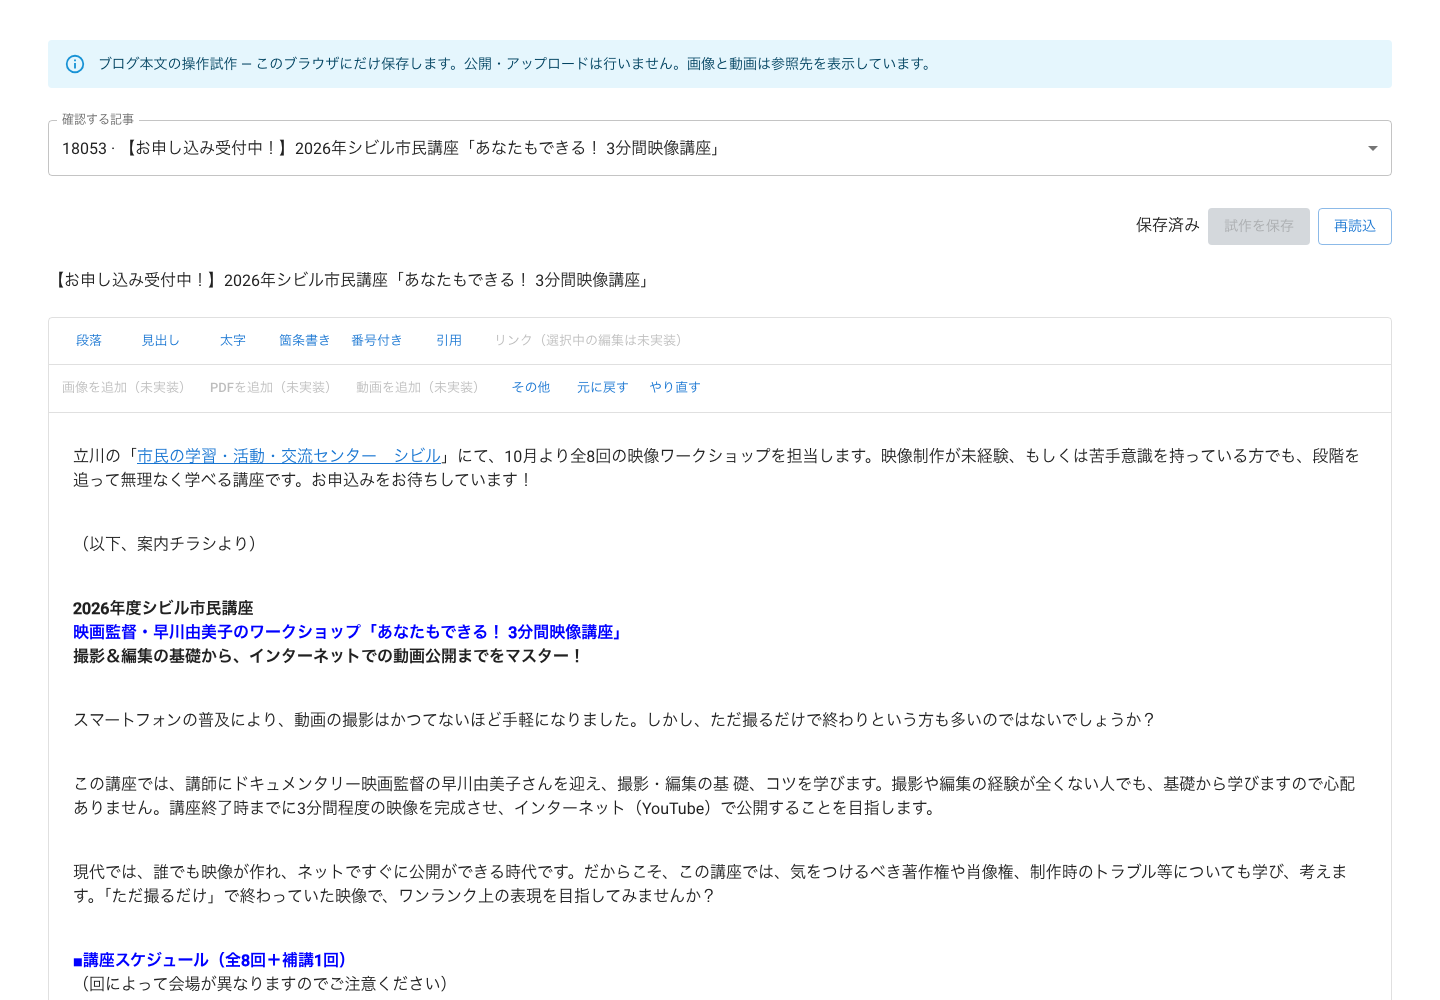 ブログ本文の操作試作 — このブラウザにだけ保存します。公開・アップロードは行いません。画像と動画は参照先を表示しています。
確認する記事
18053 · 【お申し込み受付中！】2026年シビル市民講座「あなたもできる！ 3分間映像講座」
保存済み 試作を保存 再読込
【お申し込み受付中！】2026年シビル市民講座「あなたもできる！ 3分間映像講座」
段落 見出し 太字 箇条書き 番号付き 引用 リンク（選択中の編集は未実装）
画像を追加（未実装） PDFを追加（未実装） 動画を追加（未実装） その他 元に戻す やり直す
立川の「市民の学習・活動・交流センター　シビル」にて、10月より全8回の映像ワークショップを担当します。映像制作が未経験、もしくは苦手意識を持っている方でも、段階を
追って無理なく学べる講座です。お申込みをお待ちしています！
（以下、案内チラシより）
2026年度シビル市民講座
映画監督・早川由美子のワークショップ「あなたもできる！ 3分間映像講座」
撮影＆編集の基礎から、インターネットでの動画公開までをマスター！
スマートフォンの普及により、動画の撮影はかつてないほど手軽になりました。しかし、ただ撮るだけで終わりという方も多いのではないでしょうか？
この講座では、講師にドキュメンタリー映画監督の早川由美子さんを迎え、撮影・編集の基 礎、コツを学びます。撮影や編集の経験が全くない人でも、基礎から学びますので心配
ありません。講座終了時までに3分間程度の映像を完成させ、インターネット（YouTube）で公開することを目指します。
現代では、誰でも映像が作れ、ネットですぐに公開ができる時代です。だからこそ、この講座では、気をつけるべき著作権や肖像権、制作時のトラブル等についても学び、考えま
す。「ただ撮るだけ」で終わっていた映像で、ワンランク上の表現を目指してみませんか？
■講座スケジュール（全8回＋補講1回）
（回によって会場が異なりますのでご注意ください）